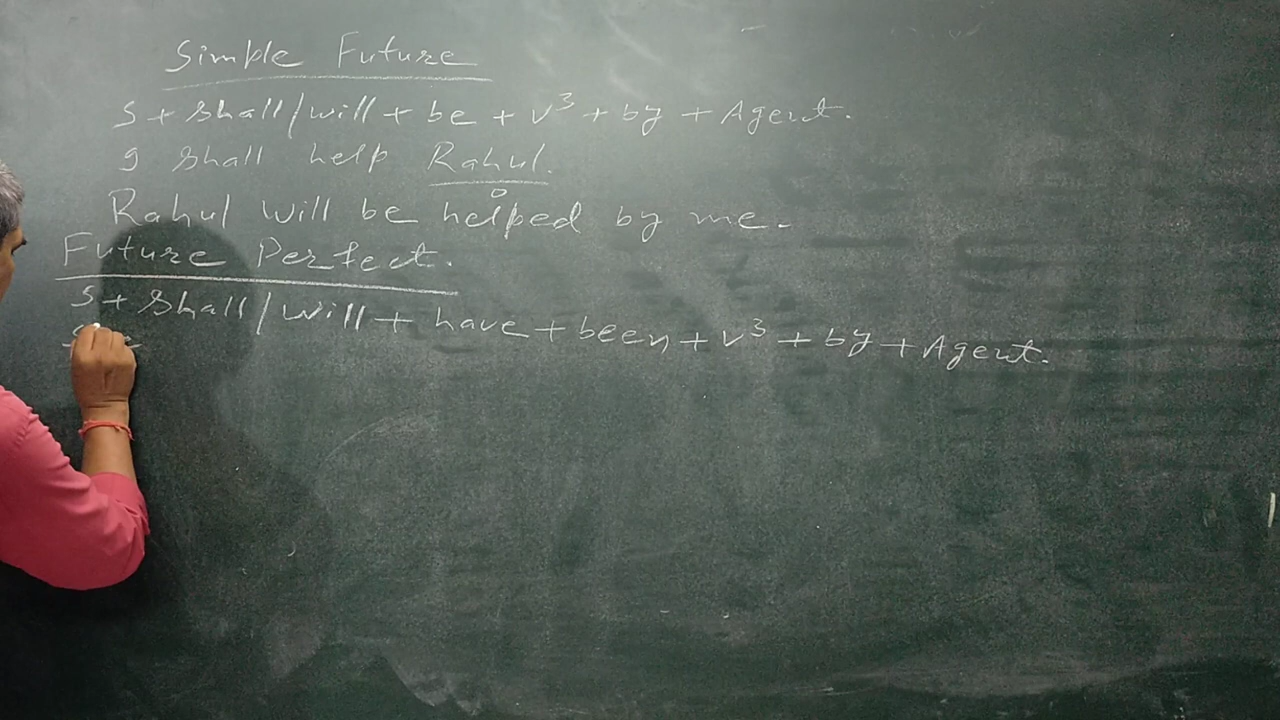 Simple Future
S + shall/will + be + v³ + by + Agent.
I shall help Rahul.
O
Rahul will be helped by me.
Future Perfect.
S + shall/will + have + been + v³ + by + Agent.